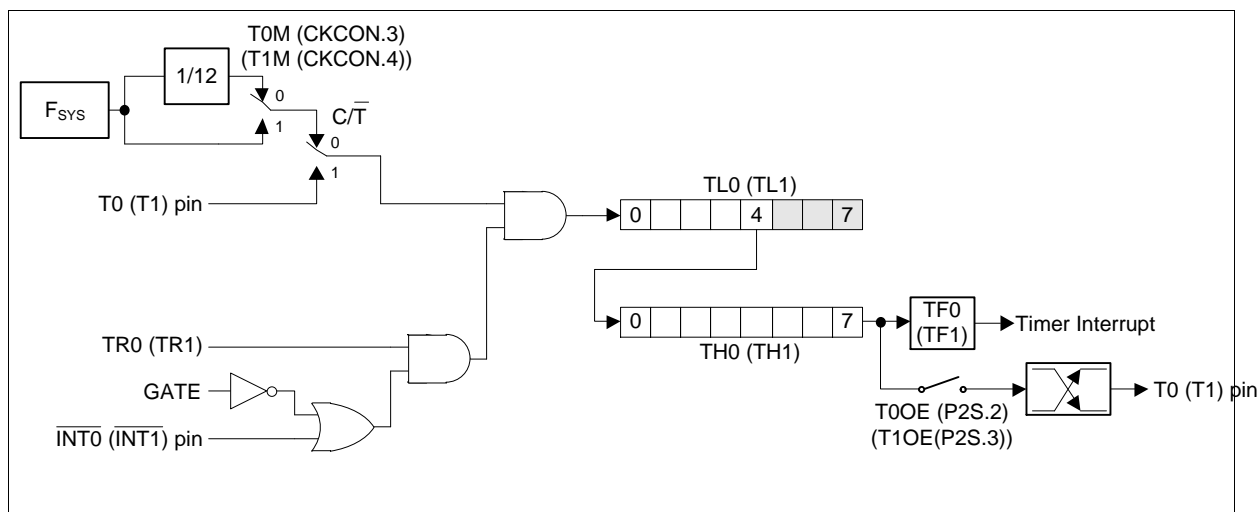 T0M (CKCON.3)
(T1M (CKCON.4))
1/12
F_SYS
0
1
C/T̅
0
1
T0 (T1) pin
TL0 (TL1)
0 4 7
0 7
TH0 (TH1)
TF0
(TF1)
Timer Interrupt
TR0 (TR1)
GATE
I̅N̅T̅0̅ (I̅N̅T̅1̅) pin
T0OE (P2S.2)
(T1OE(P2S.3))
T0 (T1) pin